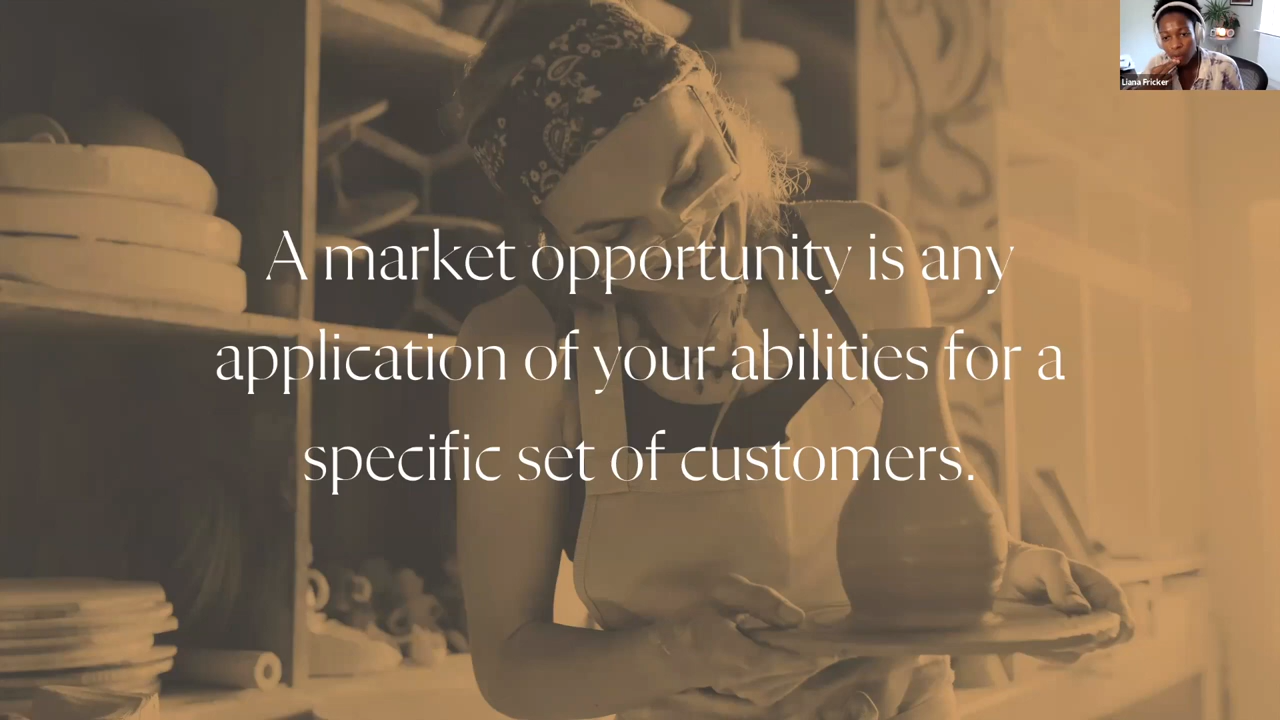 Liana Fricker
A market opportunity is any
application of your abilities for a
specific set of customers.